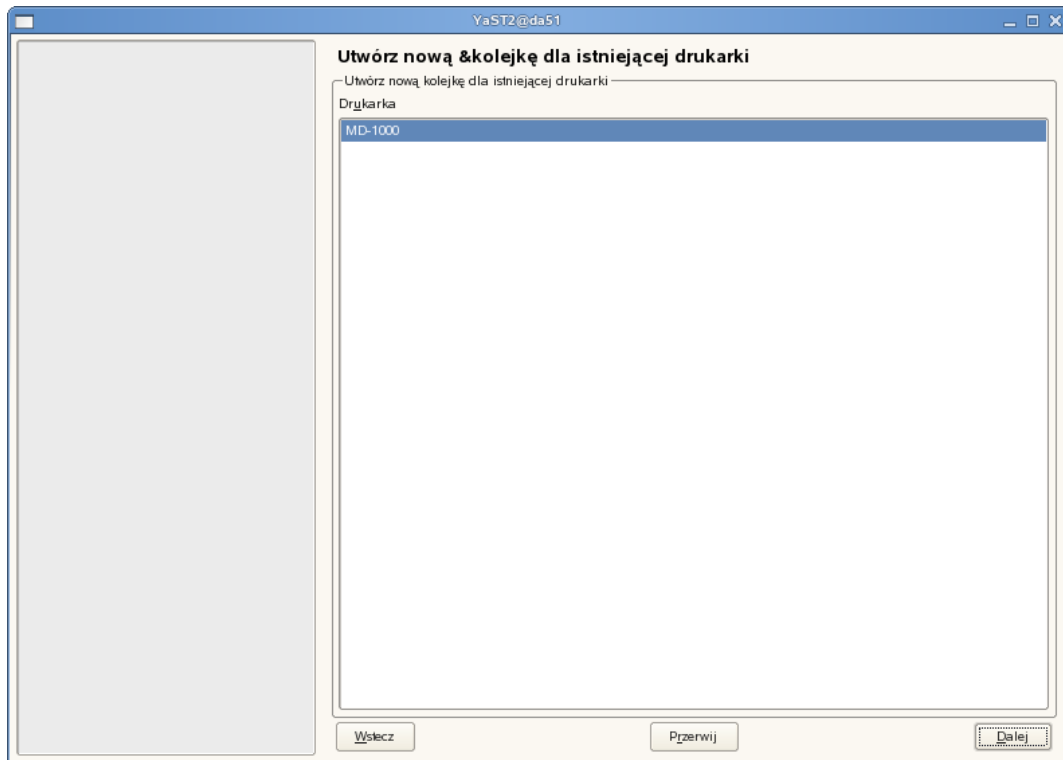 YaST2@da51
Utwórz nową &kolejkę dla istniejącej drukarki
Utwórz nową kolejkę dla istniejącej drukarki
Drukarka
MD-1000
Wstecz
Przerwij
Dalej